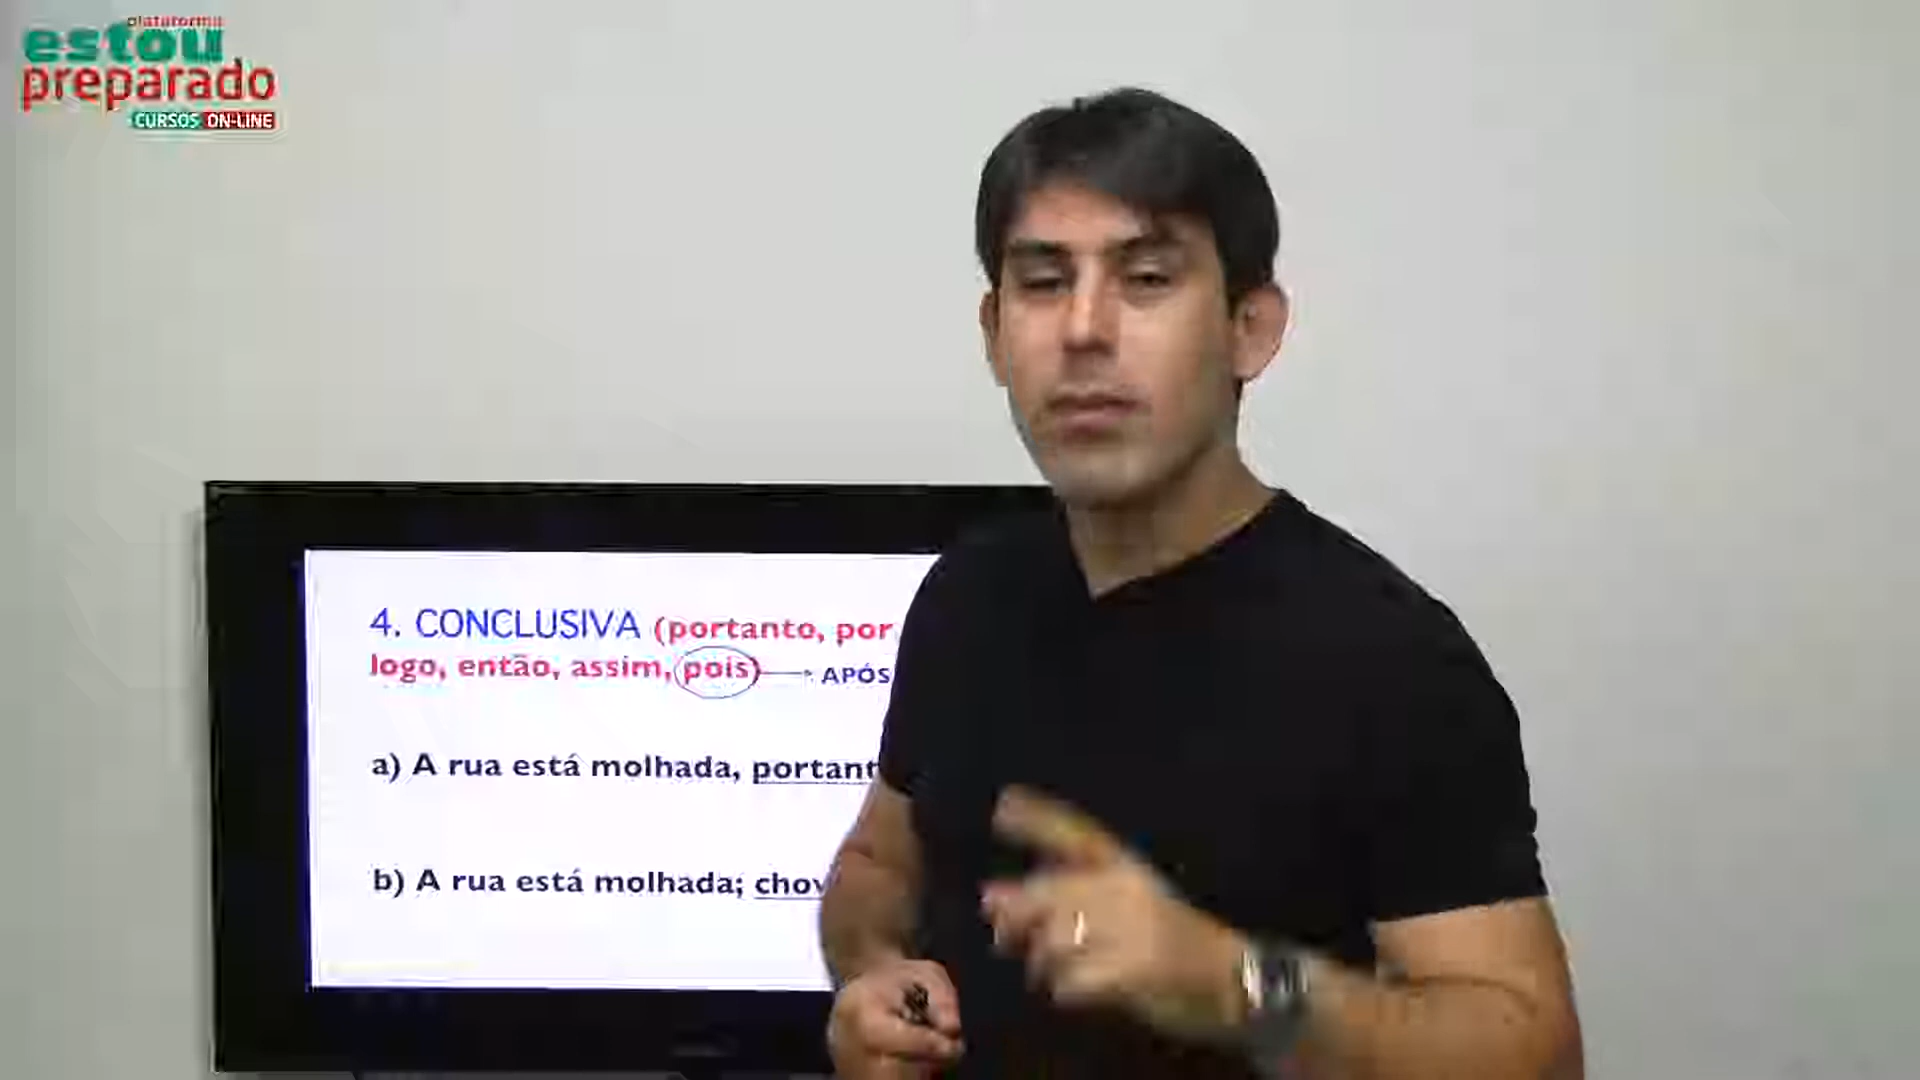 plataforma
estou
preparado
CURSOS ON-LINE
4. CONCLUSIVA (portanto, por
logo, então, assim, pois) → APÓS
a) A rua está molhada, portant
b) A rua está molhada; chov